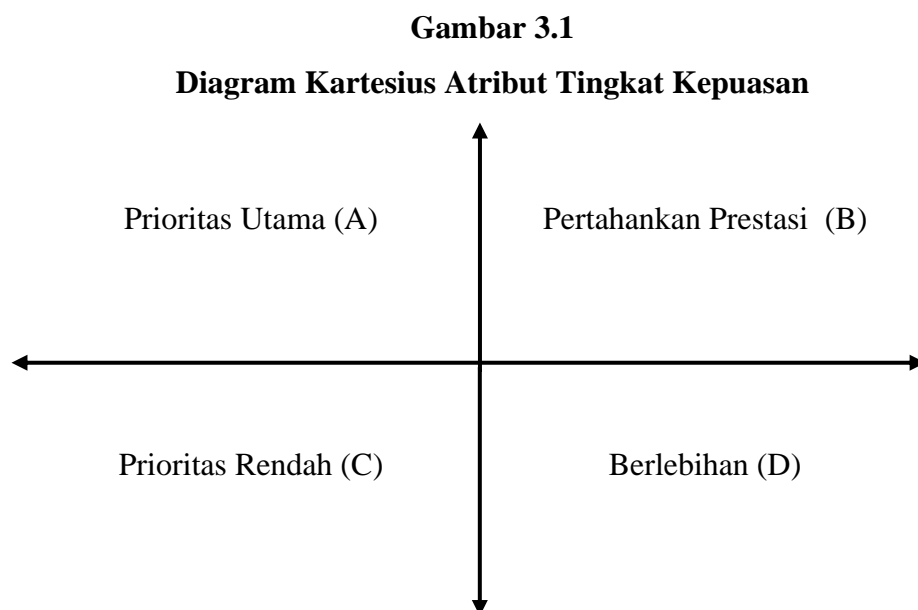 Gambar 3.1
Diagram Kartesius Atribut Tingkat Kepuasan
Prioritas Utama (A)
Pertahankan Prestasi  (B)
Prioritas Rendah (C)
Berlebihan (D)